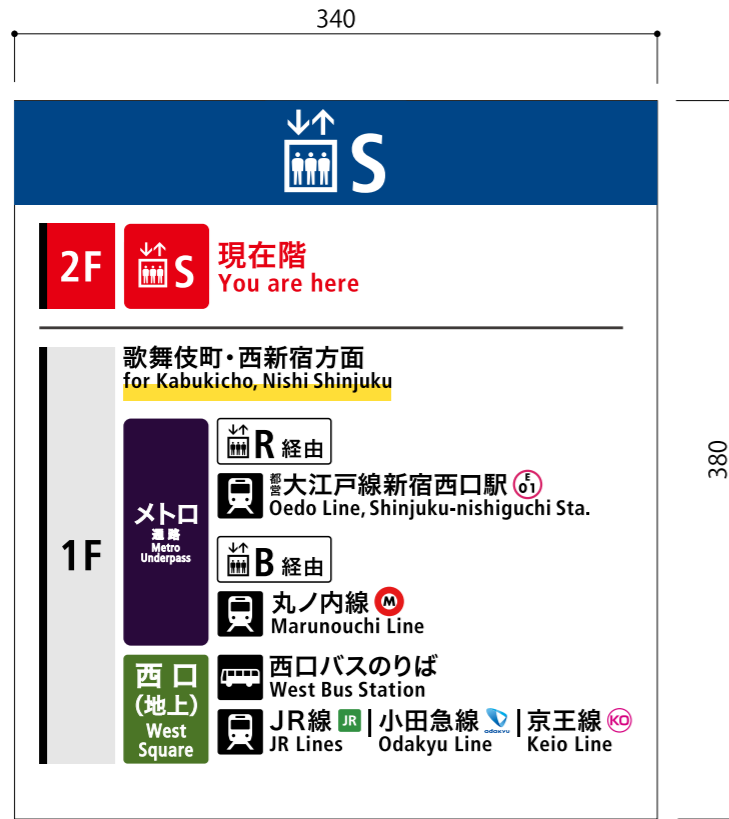 340
S
2F
S
現在階
You are here
1F
歌舞伎町・西新宿方面
for Kabukicho, Nishi Shinjuku
メトロ
通路
Metro
Underpass
R 経由
都営大江戸線新宿西口駅 E 01
Oedo Line, Shinjuku-nishiguchi Sta.
B 経由
丸ノ内線 M
Marunouchi Line
西口
(地上)
West
Square
西口バスのりば
West Bus Station
JR線 JR | 小田急線 ODAKYU | 京王線 KO
JR Lines Odakyu Line Keio Line
380